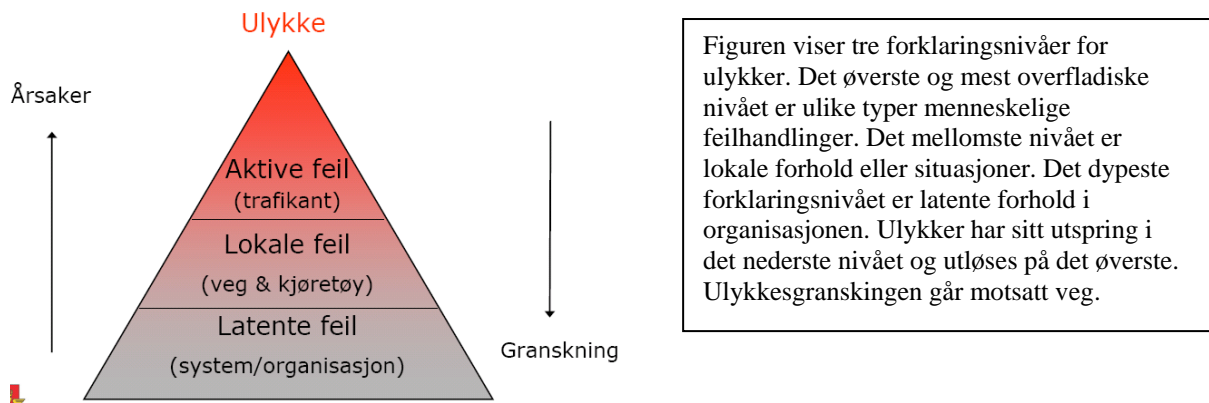 Ulykke
Årsaker
Aktive feil
(trafikant)
Lokale feil
(veg & kjøretøy)
Latente feil
(system/organisasjon)
Granskning
Figuren viser tre forklaringsnivåer for
ulykker. Det øverste og mest overfladiske
nivået er ulike typer menneskelige
feilhandlinger. Det mellomste nivået er
lokale forhold eller situasjoner. Det dypeste
forklaringsnivået er latente forhold i
organisasjonen. Ulykker har sitt utspring i
det nederste nivået og utløses på det øverste.
Ulykkesgranskingen går motsatt veg.